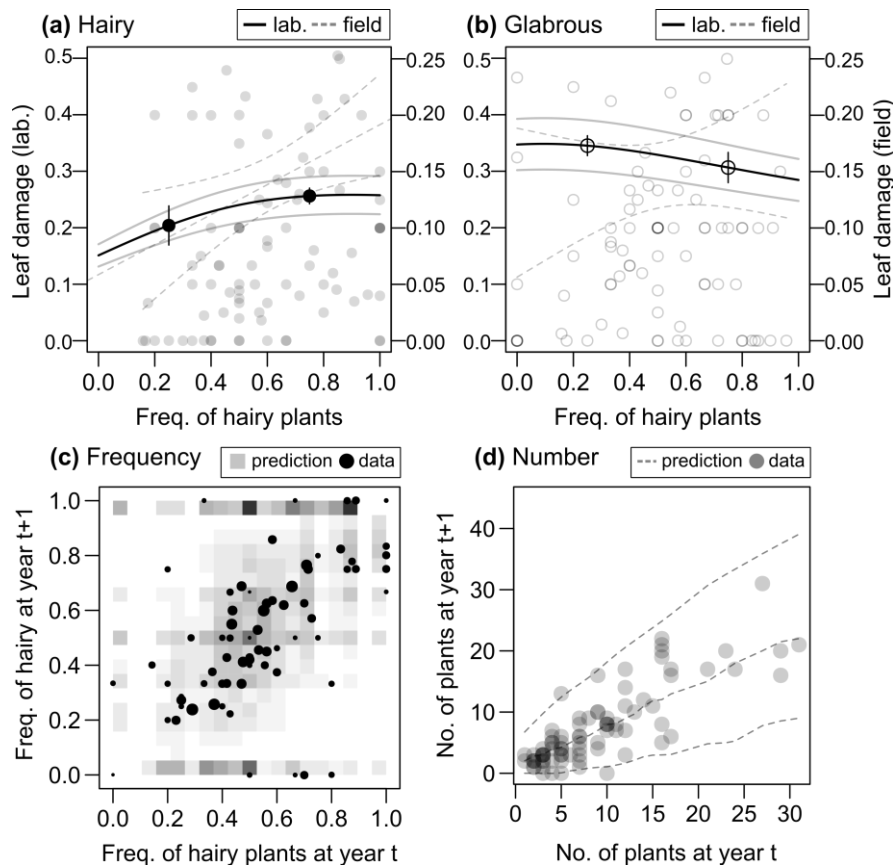 (a) Hairy
lab. field
0.5
0.4
0.3
0.2
0.1
0.0
Leaf damage (lab.)
0.25
0.20
0.15
0.10
0.05
0.00
Leaf damage (field)
0.0 0.2 0.4 0.6 0.8 1.0
Freq. of hairy plants
(b) Glabrous
lab. field
0.5
0.4
0.3
0.2
0.1
0.0
Leaf damage (lab.)
0.25
0.20
0.15
0.10
0.05
0.00
Leaf damage (field)
0.0 0.2 0.4 0.6 0.8 1.0
Freq. of hairy plants
(c) Frequency
prediction data
1.0
0.8
0.6
0.4
0.2
0.0
Freq. of hairy at year t+1
0.0 0.2 0.4 0.6 0.8 1.0
Freq. of hairy plants at year t
(d) Number
prediction data
40
30
20
10
0
No. of plants at year t+1
0 5 10 15 20 25 30
No. of plants at year t